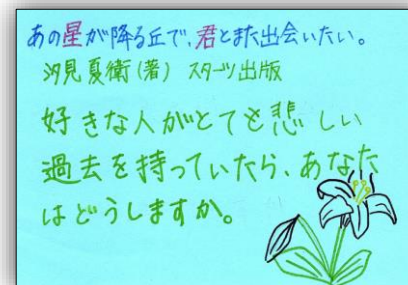 あの星が降る丘で、君とまた出会いたい。
汐見夏衛(著) スターツ出版
好きな人がとても悲しい
過去を持っていたら、あなた
はどうしますか。